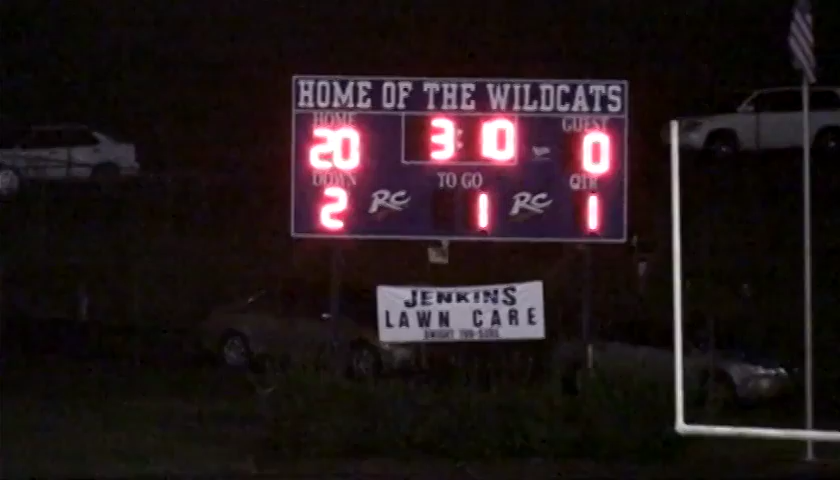 HOME OF THE WILDCATS
HOME 3:10 GUEST
20 0
DOWN TO GO QTR
2 RC 1 RC 1
JENKINS
LAWN CARE